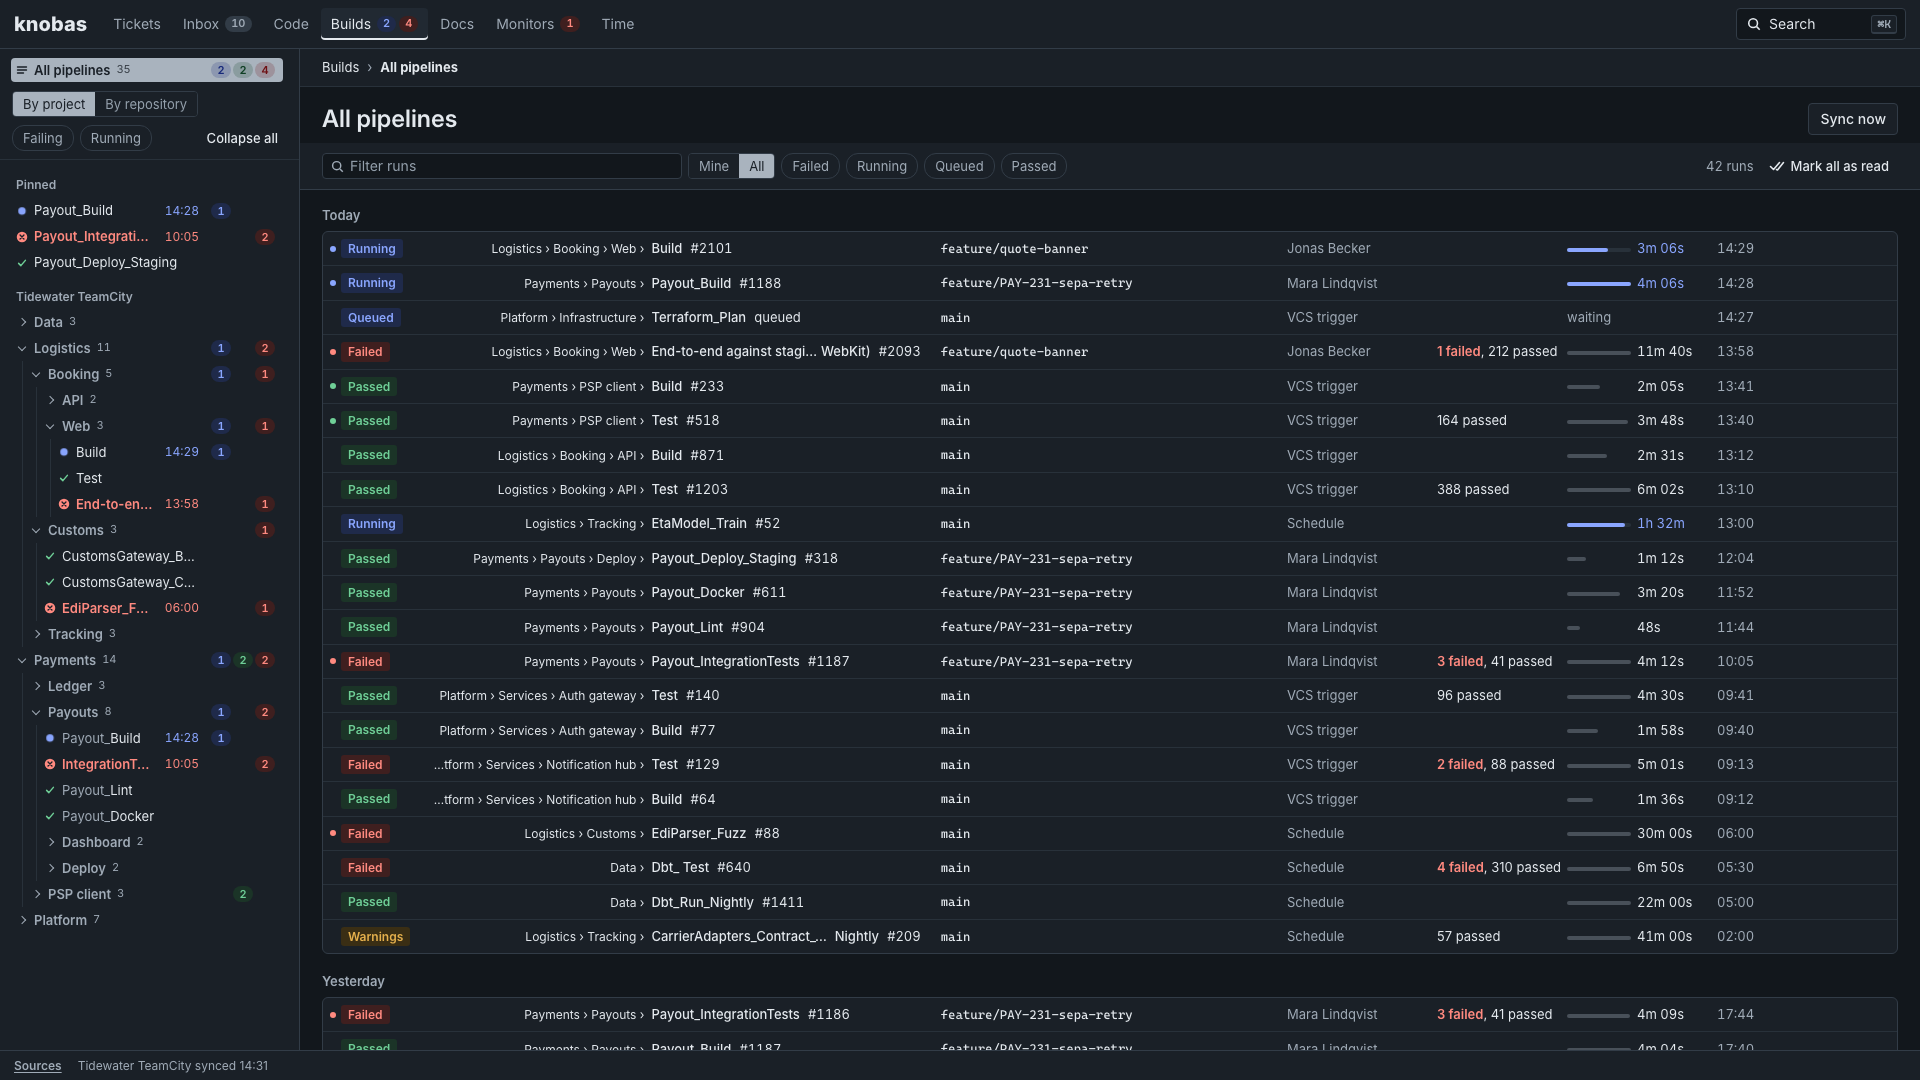 knobas Tickets Inbox 10 Code Builds 2 4 Docs Monitors 1 Time Search ⌘K
All pipelines 35 2 2 4
By project By repository
Failing Running Collapse all
Pinned
Payout_Build 14:28 1
Payout_Integrati... 10:05 2
Payout_Deploy_Staging
Tidewater TeamCity
Data 3
Logistics 11 1 2
Booking 5 1 1
API 2
Web 3 1 1
Build 14:29 1
Test
End-to-en... 13:58 1
Customs 3 1
CustomsGateway_B...
CustomsGateway_C...
EdiParser_F... 06:00 1
Tracking 3
Payments 14 1 2 2
Ledger 3
Payouts 8 1 2
Payout_Build 14:28 1
IntegrationT... 10:05 2
Payout_Lint
Payout_Docker
Dashboard 2
Deploy 2
PSP client 3 2
Platform 7
Builds › All pipelines
All pipelines Sync now
Filter runs Mine All Failed Running Queued Passed 42 runs Mark all as read
Today
Running Logistics › Booking › Web › Build #2101 feature/quote-banner Jonas Becker 3m 06s 14:29
Running Payments › Payouts › Payout_Build #1188 feature/PAY-231-sepa-retry Mara Lindqvist 4m 06s 14:28
Queued Platform › Infrastructure › Terraform_Plan queued main VCS trigger waiting 14:27
Failed Logistics › Booking › Web › End-to-end against stagi... WebKit) #2093 feature/quote-banner Jonas Becker 1 failed, 212 passed 11m 40s 13:58
Passed Payments › PSP client › Build #233 main VCS trigger 2m 05s 13:41
Passed Payments › PSP client › Test #518 main VCS trigger 164 passed 3m 48s 13:40
Passed Logistics › Booking › API › Build #871 main VCS trigger 2m 31s 13:12
Passed Logistics › Booking › API › Test #1203 main VCS trigger 388 passed 6m 02s 13:10
Running Logistics › Tracking › EtaModel_Train #52 main Schedule 1h 32m 13:00
Passed Payments › Payouts › Deploy › Payout_Deploy_Staging #318 feature/PAY-231-sepa-retry Mara Lindqvist 1m 12s 12:04
Passed Payments › Payouts › Payout_Docker #611 feature/PAY-231-sepa-retry Mara Lindqvist 3m 20s 11:52
Passed Payments › Payouts › Payout_Lint #904 feature/PAY-231-sepa-retry Mara Lindqvist 48s 11:44
Failed Payments › Payouts › Payout_IntegrationTests #1187 feature/PAY-231-sepa-retry Mara Lindqvist 3 failed, 41 passed 4m 12s 10:05
Passed Platform › Services › Auth gateway › Test #140 main VCS trigger 96 passed 4m 30s 09:41
Passed Platform › Services › Auth gateway › Build #77 main VCS trigger 1m 58s 09:40
Failed ...tform › Services › Notification hub › Test #129 main VCS trigger 2 failed, 88 passed 5m 01s 09:13
Passed ...tform › Services › Notification hub › Build #64 main VCS trigger 1m 36s 09:12
Failed Logistics › Customs › EdiParser_Fuzz #88 main Schedule 30m 00s 06:00
Failed Data › Dbt_ Test #640 main Schedule 4 failed, 310 passed 6m 50s 05:30
Passed Data › Dbt_Run_Nightly #1411 main Schedule 22m 00s 05:00
Warnings Logistics › Tracking › CarrierAdapters_Contract_... Nightly #209 main Schedule 57 passed 41m 00s 02:00
Yesterday
Failed Payments › Payouts › Payout_IntegrationTests #1186 feature/PAY-231-sepa-retry Mara Lindqvist 3 failed, 41 passed 4m 09s 17:44
Passed Payments › Payouts › Payout_Build #1187 feature/PAY-231-sepa-retry Mara Lindqvist 4m 04s 17:40
Sources Tidewater TeamCity synced 14:31